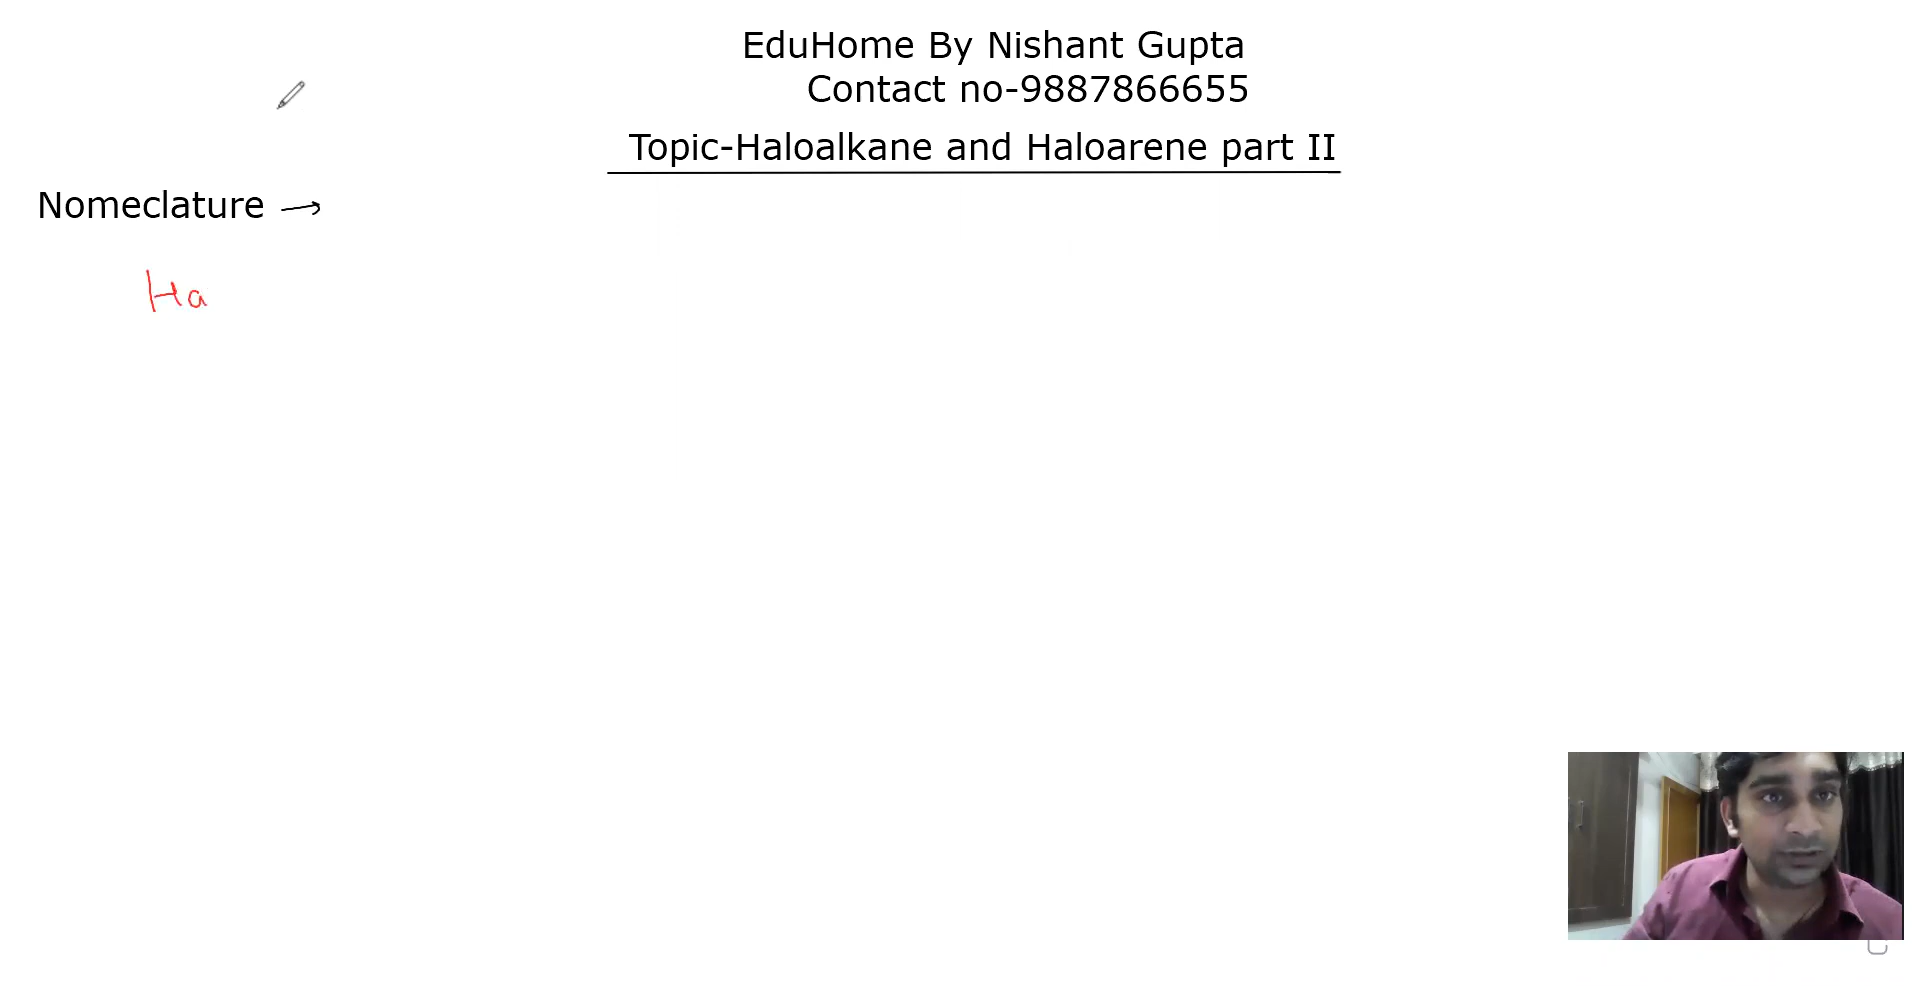 EduHome By Nishant Gupta
Contact no-9887866655
Topic-Haloalkane and Haloarene part II
Nomeclature →
Ha